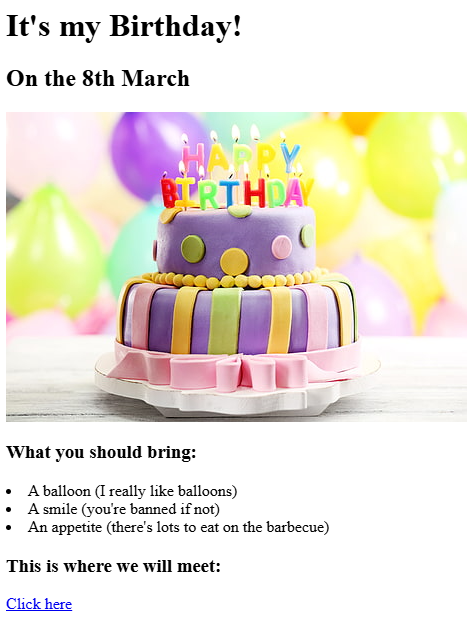 It's my Birthday!
On the 8th March
HAPPY
BIRTHDAY
What you should bring:
• A balloon (I really like balloons)
• A smile (you're banned if not)
• An appetite (there's lots to eat on the barbecue)
This is where we will meet:
Click here